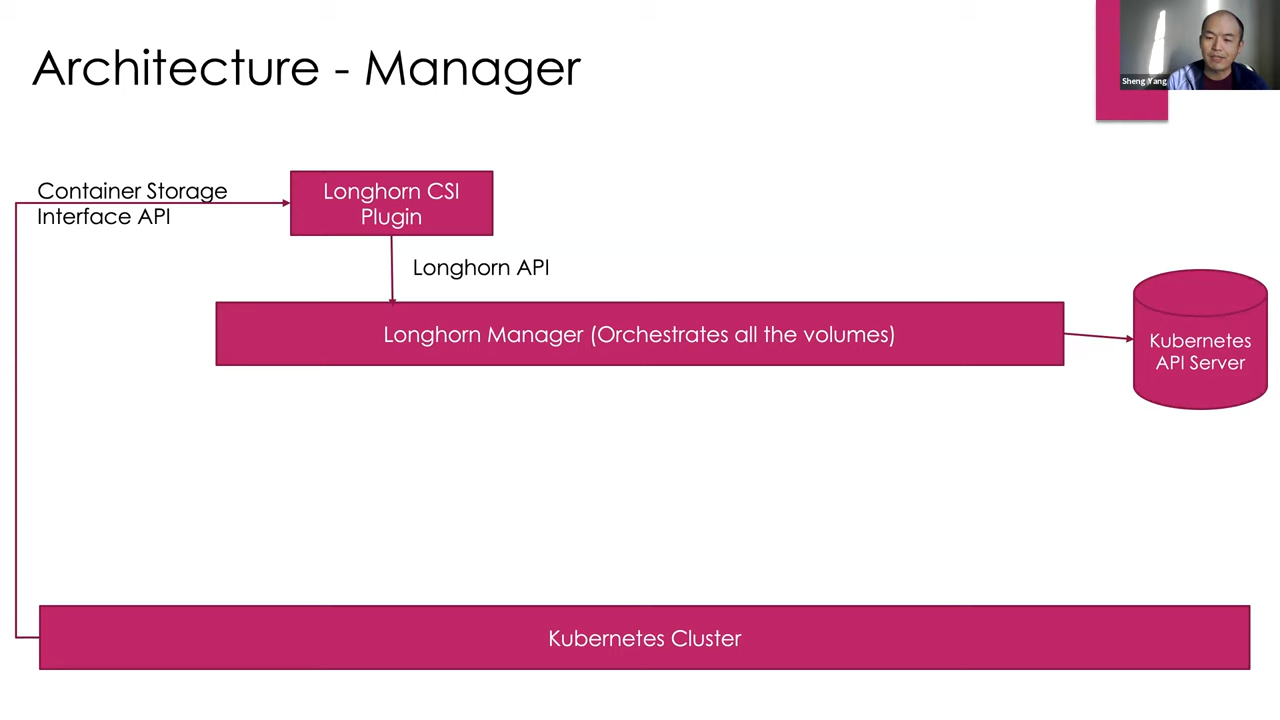 Architecture - Manager
Sheng Yang
Container Storage
Interface API
Longhorn CSI
Plugin
Longhorn API
Longhorn Manager (Orchestrates all the volumes)
Kubernetes
API Server
Kubernetes Cluster